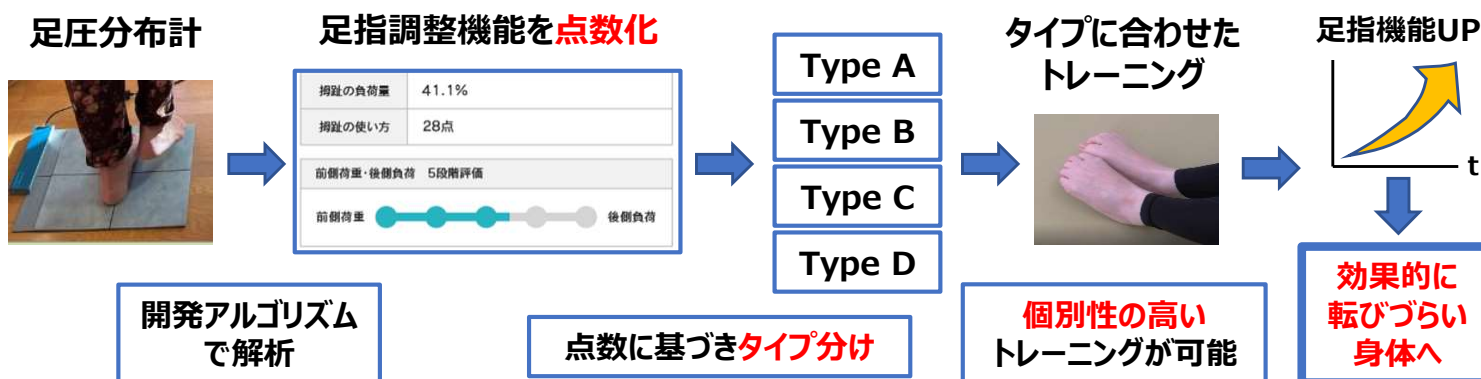 足圧分布計
足指調整機能を点数化
拇趾の負荷量 41.1%
拇趾の使い方 28点
前側荷重・後側負荷 5段階評価
前側荷重 後側負荷
Type A
Type B
Type C
Type D
タイプに合わせた
トレーニング
足指機能UP
t
開発アルゴリズム
で解析
点数に基づきタイプ分け
個別性の高い
トレーニングが可能
効果的に
転びづらい
身体へ